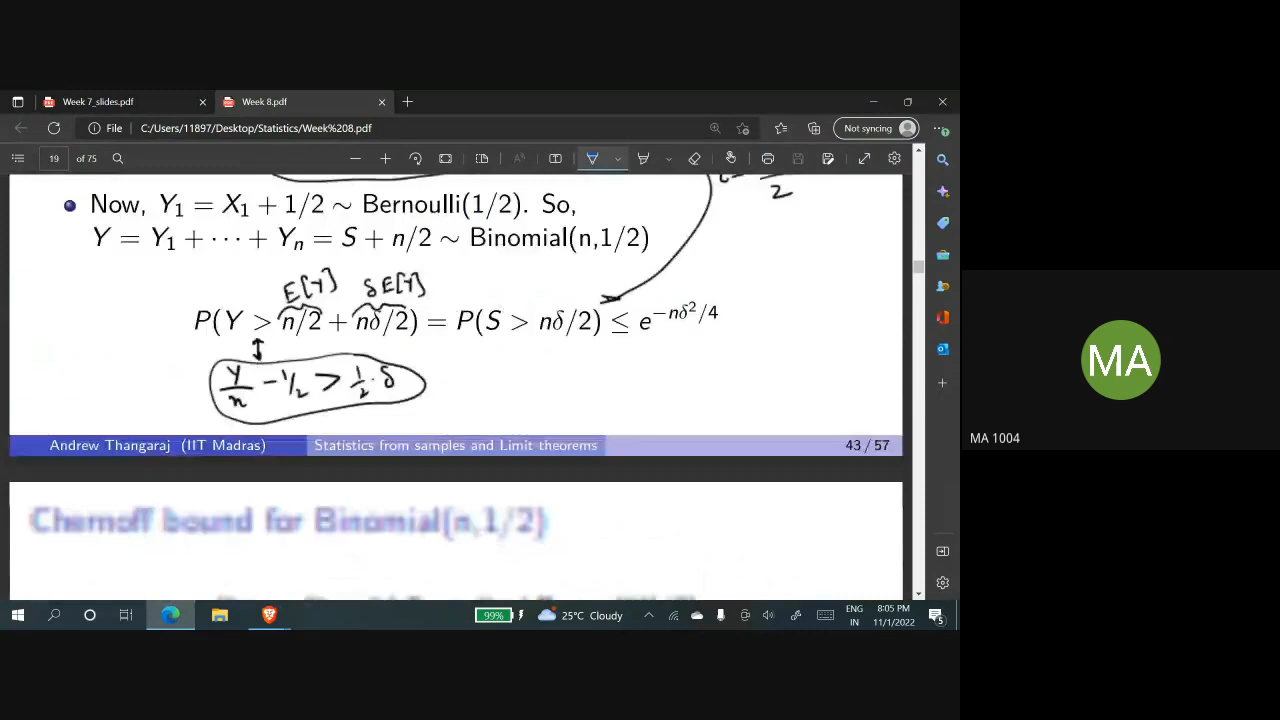 Week 7_slides.pdf
Week 8.pdf
File
C:/Users/11897/Desktop/Statistics/Week%208.pdf
Not syncing
19 of 75
2
Now, Y₁ = X₁ + 1/2 ∼ Bernoulli(1/2). So,
Y = Y₁ + ⋯ + Yₙ = S + n/2 ∼ Binomial(n,1/2)
E[Y] δE[Y]
P(Y > n/2 + nδ/2) = P(S > nδ/2) ≤ e^{−nδ²/4}
Y/n − 1/2 > 1/2 · δ
Andrew Thangaraj (IIT Madras) Statistics from samples and Limit theorems 43 / 57
Chernoff bound for Binomial(n,1/2)
MA
MA 1004
99%
25°C Cloudy
ENG
IN
8:05 PM
11/1/2022
5